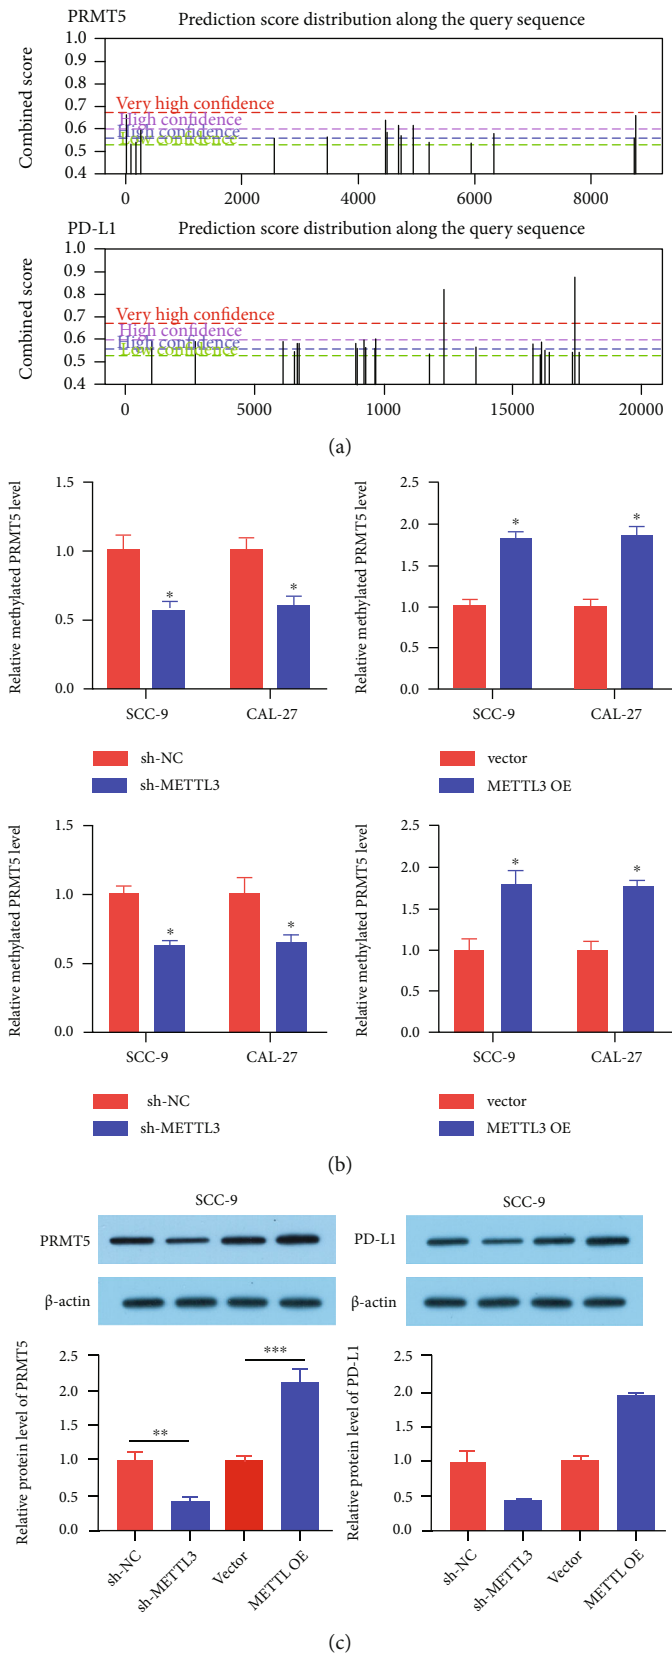 PRMT5
Prediction score distribution along the query sequence
Combined score
1.0
0.9
0.8
0.7
0.6
0.5
0.4
Very high confidence
High confidence
High confidence
Low confidence
0
2000
4000
6000
8000
PD-L1
Prediction score distribution along the query sequence
Combined score
1.0
0.9
0.8
0.7
0.6
0.5
0.4
Very high confidence
High confidence
High confidence
Low confidence
0
5000
1000
15000
20000
(a)
Relative methylated PRMT5 level
1.5
1.0
0.5
0.0
*
*
SCC-9
CAL-27
sh-NC
sh-METTL3
Relative methylated PRMT5 level
2.5
2.0
1.5
1.0
0.5
0.0
*
*
SCC-9
CAL-27
vector
METTL3 OE
Relative methylated PRMT5 level
1.5
1.0
0.5
0.0
*
*
SCC-9
CAL-27
sh-NC
sh-METTL3
Relative methylated PRMT5 level
2.5
2.0
1.5
1.0
0.5
0.0
*
*
SCC-9
CAL-27
vector
METTL3 OE
(b)
SCC-9
PRMT5
β-actin
Relative protein level of PRMT5
2.5
2.0
1.5
1.0
0.5
0.0
**
***
sh-NC
sh-METTL3
Vector
METTL OE
SCC-9
PD-L1
β-actin
Relative protein level of PD-L1
2.5
2.0
1.5
1.0
0.5
0.0
sh-NC
sh-METTL3
Vector
METTL OE
(c)